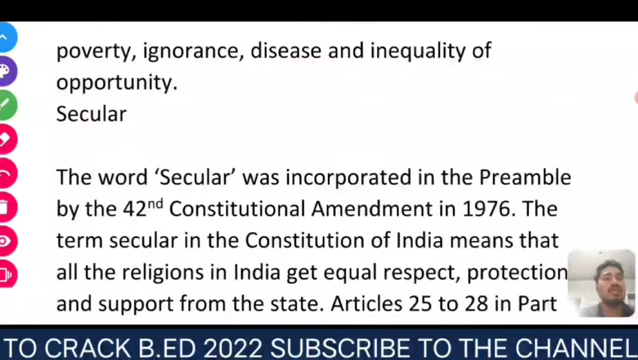 poverty, ignorance, disease and inequality of
opportunity.
Secular
The word ‘Secular’ was incorporated in the Preamble
by the 42nd Constitutional Amendment in 1976. The
term secular in the Constitution of India means that
all the religions in India get equal respect, protection
and support from the state. Articles 25 to 28 in Part
TO CRACK B.ED 2022 SUBSCRIBE TO THE CHANNEL